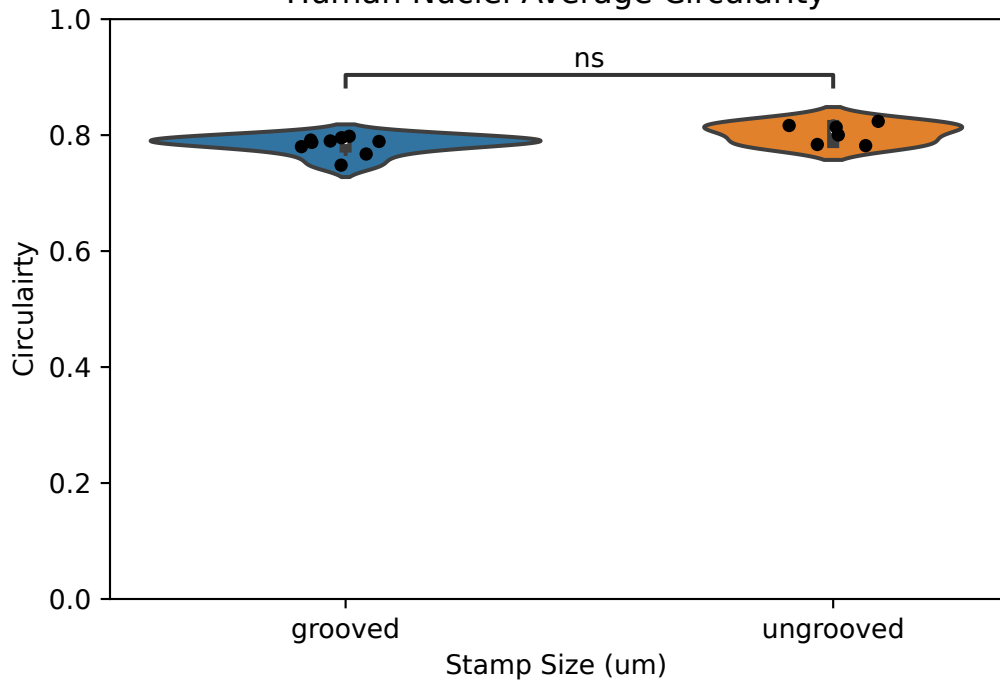 Human Nuclei Average Circularity
ns
1.0
0.8
0.6
0.4
0.2
0.0
Circulairty
grooved
ungrooved
Stamp Size (um)